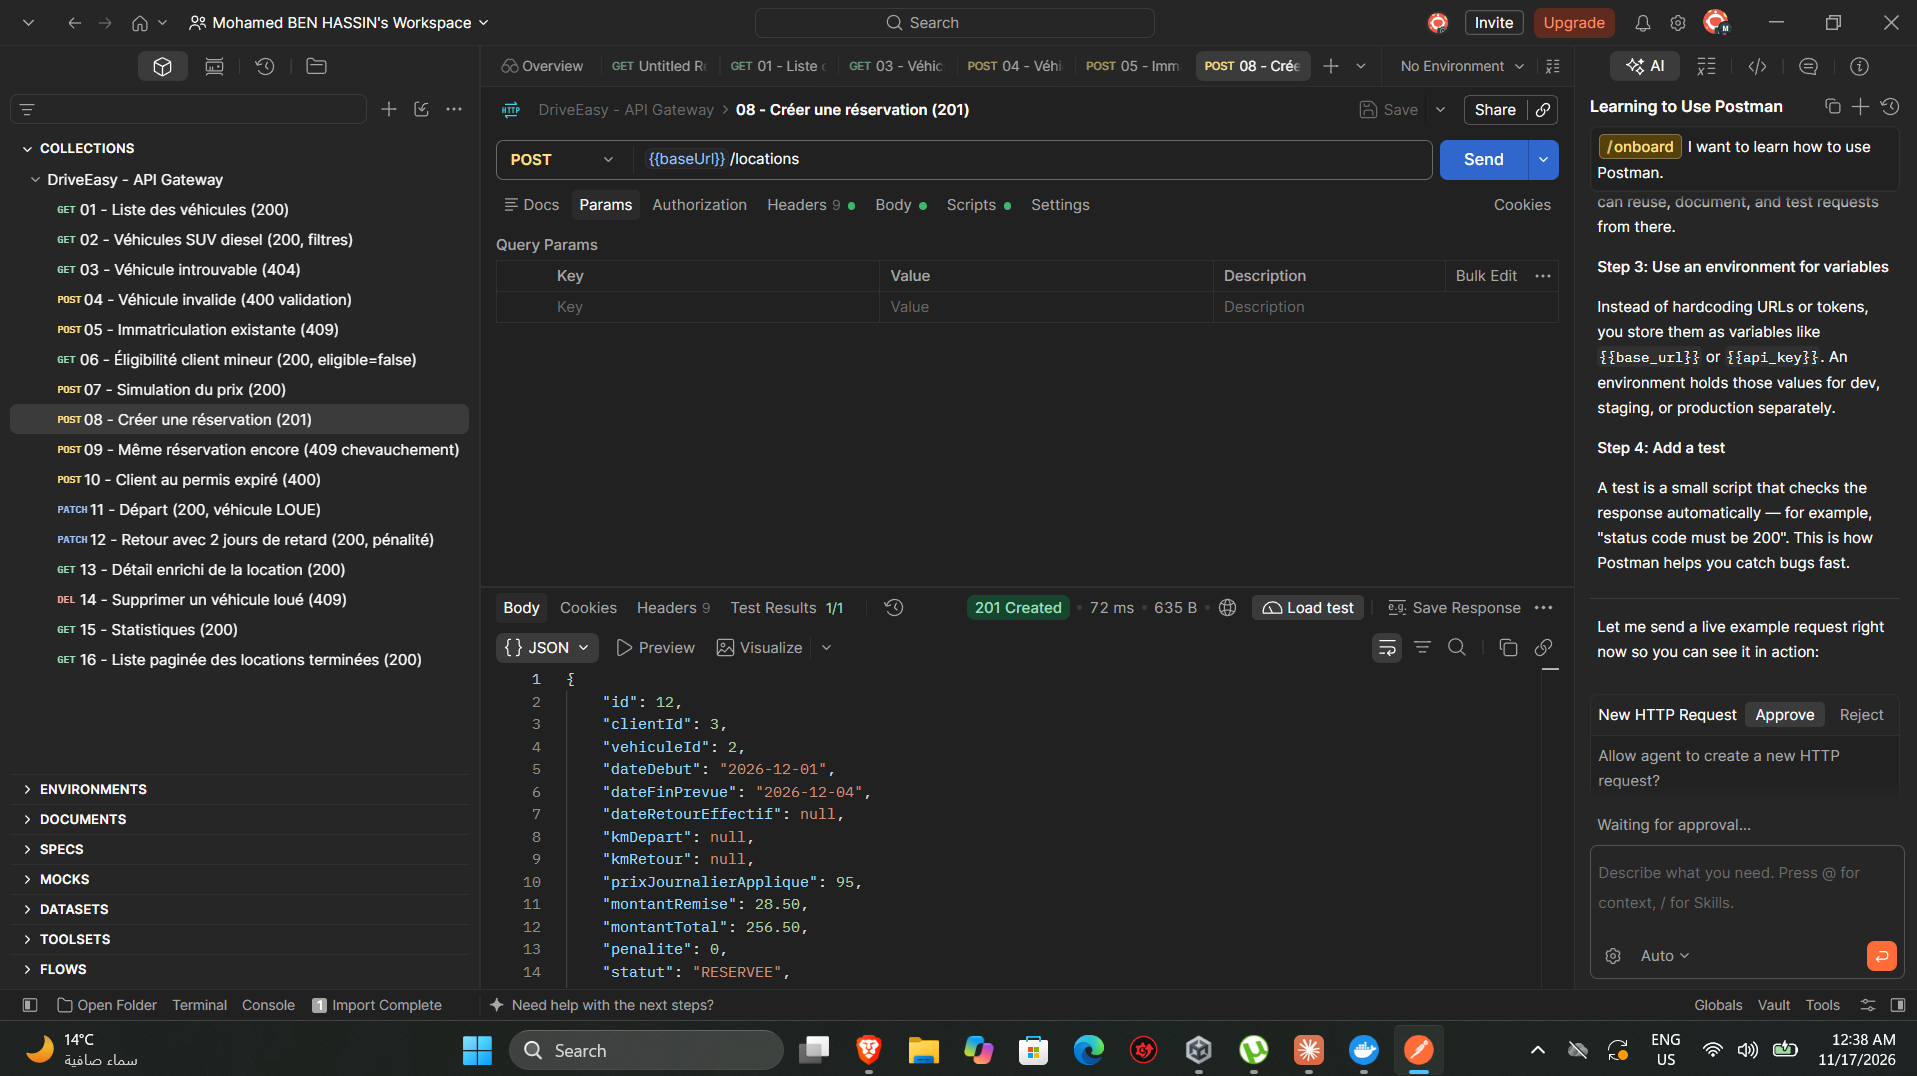 Mohamed BEN HASSIN's Workspace
Search
Invite
Upgrade
Overview
GET Untitled R
GET 01 - Liste
GET 03 - Véhic
POST 04 - Véhi
POST 05 - Imm
POST 08 - Crée
No Environment
AI
DriveEasy - API Gateway > 08 - Créer une réservation (201)
Save
Share
Learning to Use Postman
COLLECTIONS
DriveEasy - API Gateway
GET 01 - Liste des véhicules (200)
GET 02 - Véhicules SUV diesel (200, filtres)
GET 03 - Véhicule introuvable (404)
POST 04 - Véhicule invalide (400 validation)
POST 05 - Immatriculation existante (409)
GET 06 - Éligibilité client mineur (200, eligible=false)
POST 07 - Simulation du prix (200)
POST 08 - Créer une réservation (201)
POST 09 - Même réservation encore (409 chevauchement)
POST 10 - Client au permis expiré (400)
PATCH 11 - Départ (200, véhicule LOUE)
PATCH 12 - Retour avec 2 jours de retard (200, pénalité)
GET 13 - Détail enrichi de la location (200)
DEL 14 - Supprimer un véhicule loué (409)
GET 15 - Statistiques (200)
GET 16 - Liste paginée des locations terminées (200)
ENVIRONMENTS
DOCUMENTS
SPECS
MOCKS
DATASETS
TOOLSETS
FLOWS
POST
{{baseUrl}} /locations
Send
Docs
Params
Authorization
Headers 9
Body
Scripts
Settings
Cookies
Query Params
Key
Value
Description
Bulk Edit
Key
Value
Description
Body
Cookies
Headers 9
Test Results 1/1
201 Created
72 ms
635 B
Load test
e.g. Save Response
{} JSON
Preview
Visualize
1 {
2 "id": 12,
3 "clientId": 3,
4 "vehiculeId": 2,
5 "dateDebut": "2026-12-01",
6 "dateFinPrevue": "2026-12-04",
7 "dateRetourEffectif": null,
8 "kmDepart": null,
9 "kmRetour": null,
10 "prixJournalierApplique": 95,
11 "montantRemise": 28.50,
12 "montantTotal": 256.50,
13 "penalite": 0,
14 "statut": "RESERVEE",
/onboard I want to learn how to use
Postman.
can reuse, document, and test requests
from there.
Step 3: Use an environment for variables
Instead of hardcoding URLs or tokens,
you store them as variables like
{{base_url}} or {{api_key}}. An
environment holds those values for dev,
staging, or production separately.
Step 4: Add a test
A test is a small script that checks the
response automatically — for example,
"status code must be 200". This is how
Postman helps you catch bugs fast.
Let me send a live example request right
now so you can see it in action:
New HTTP Request
Approve
Reject
Allow agent to create a new HTTP
request?
Waiting for approval...
Describe what you need. Press @ for
context, / for Skills.
Auto
Open Folder
Terminal
Console
1 Import Complete
Need help with the next steps?
Globals
Vault
Tools
14°C
سماء صافية
Search
ENG
US
12:38 AM
11/17/2026